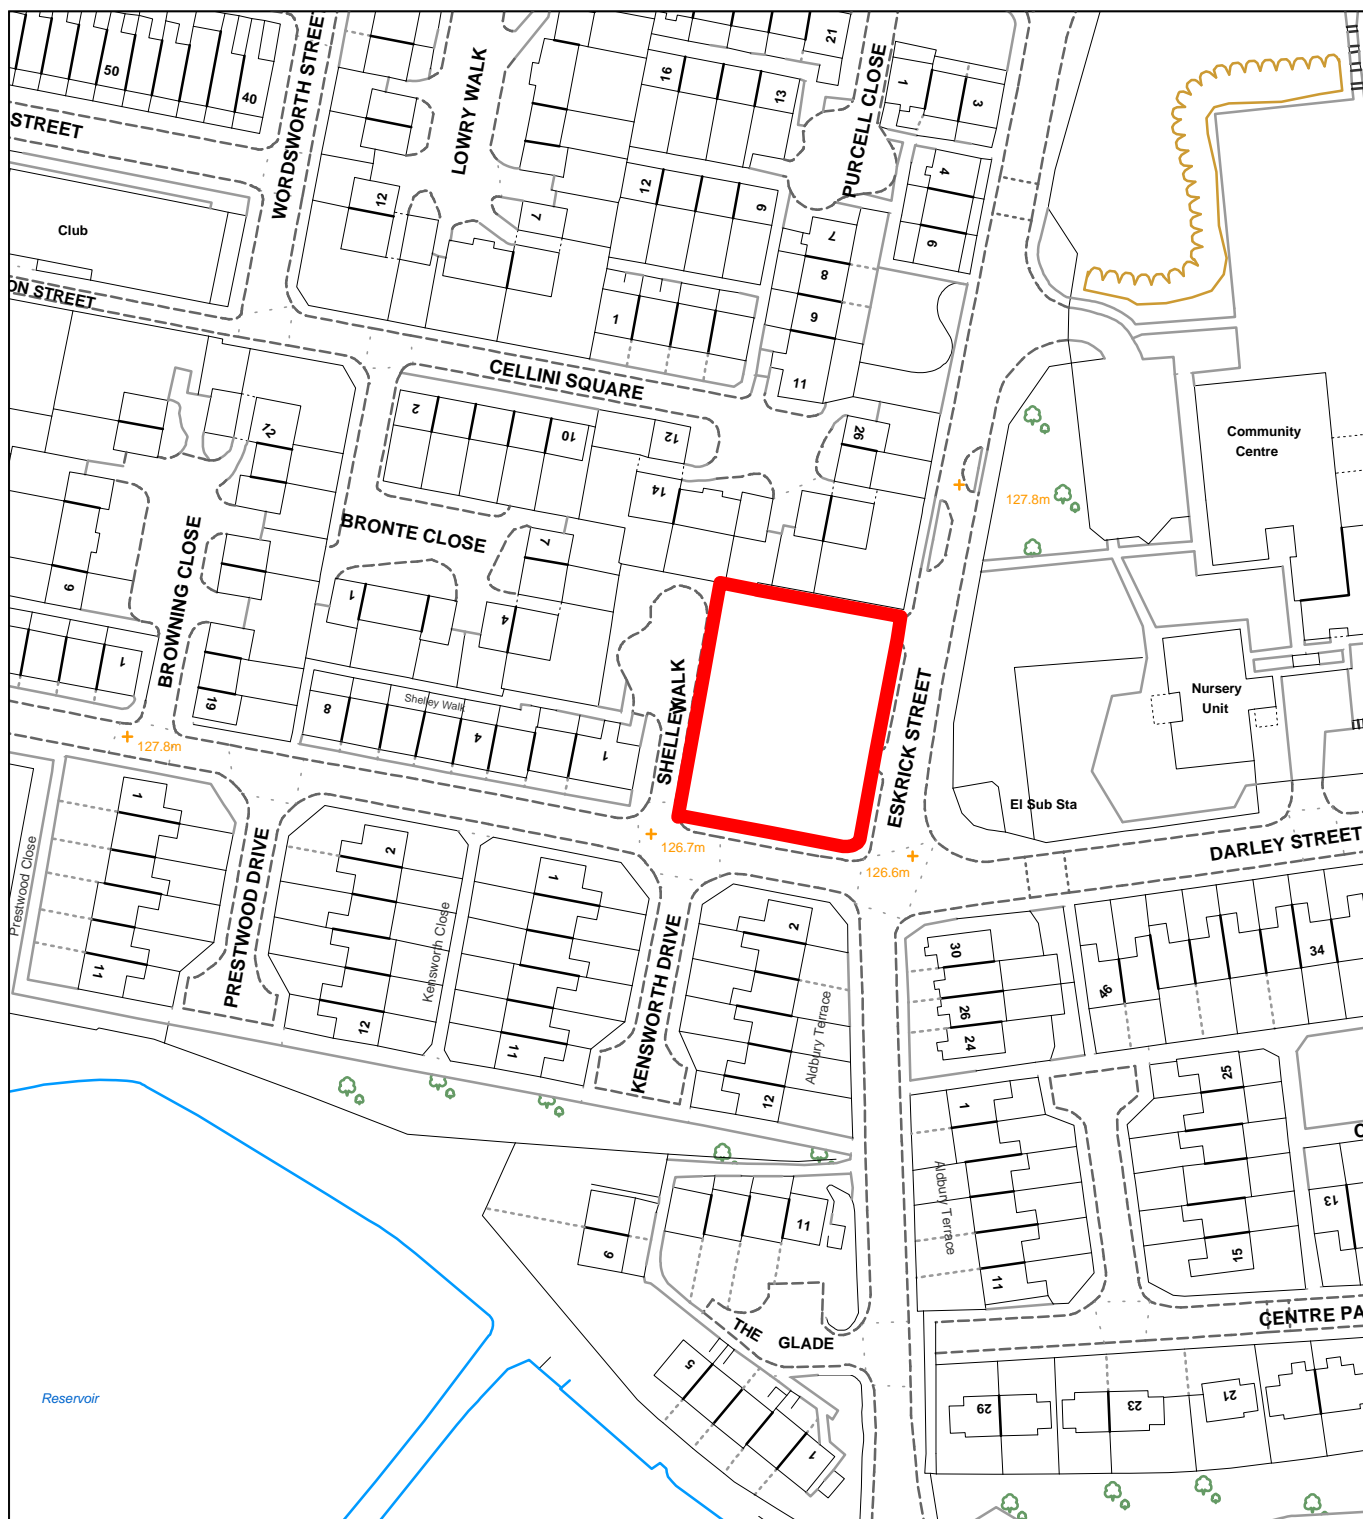 50
40
STREET
WORDSWORTH STREE
LOWRY WALK
12
7
Club
ON STREET
16
13
21
PURCELL CLOSE
1
3
4
6
12
6
7
8
9
11
1
CELLINI SQUARE
2
10
12
14
26
12
BRONTE CLOSE
7
1
4
BROWNING CLOSE
9
1
19
8
Shelley Walk
4
1
SHELLE
WALK
ESKRICK STREET
127.8m
Community
Centre
Nursery
Unit
El Sub Sta
DARLEY STREET
127.8m
126.7m
126.6m
Prestwood Close
1
11
PRESTWOOD DRIVE
2
12
Kensworth Close
1
11
KENSWORTH DRIVE
2
12
Aldbury Terrace
30
26
24
46
34
1
11
Aldbury Terrace
25
15
13
C
CENTRE PA
9
11
THE
GLADE
5
1
29
23
21
Reservoir